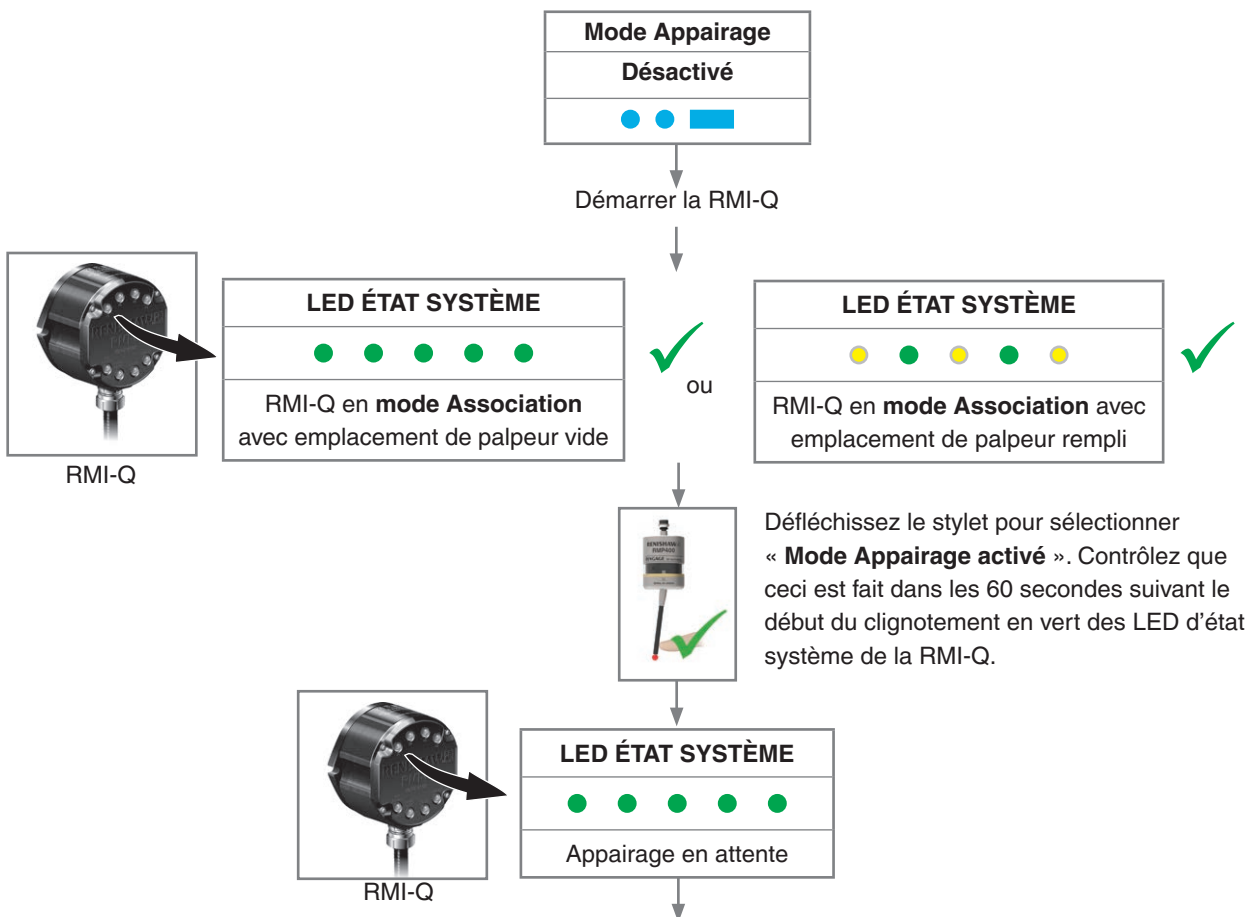 Mode Appairage
Désactivé
Démarrer la RMI-Q
RMI-Q
LED ÉTAT SYSTÈME
RMI-Q en mode Association
avec emplacement de palpeur vide
ou
LED ÉTAT SYSTÈME
RMI-Q en mode Association avec
emplacement de palpeur rempli
RENISHAW
Défléchissez le stylet pour sélectionner
« Mode Appairage activé ». Contrôlez que
ceci est fait dans les 60 secondes suivant le
début du clignotement en vert des LED d’état
système de la RMI-Q.
RMI-Q
LED ÉTAT SYSTÈME
Appairage en attente